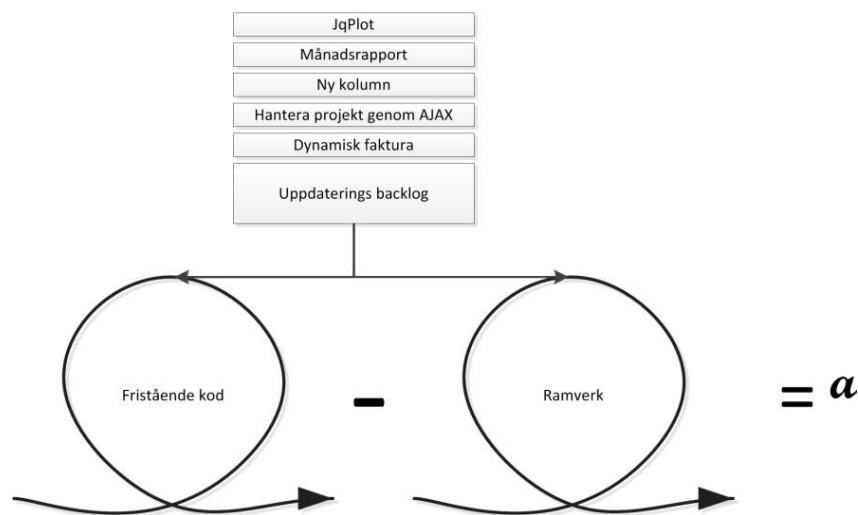 JqPlot
Månadsrapport
Ny kolumn
Hantera projekt genom AJAX
Dynamisk faktura
Uppdaterings backlog
Fristående kod
-
Ramverk
= a